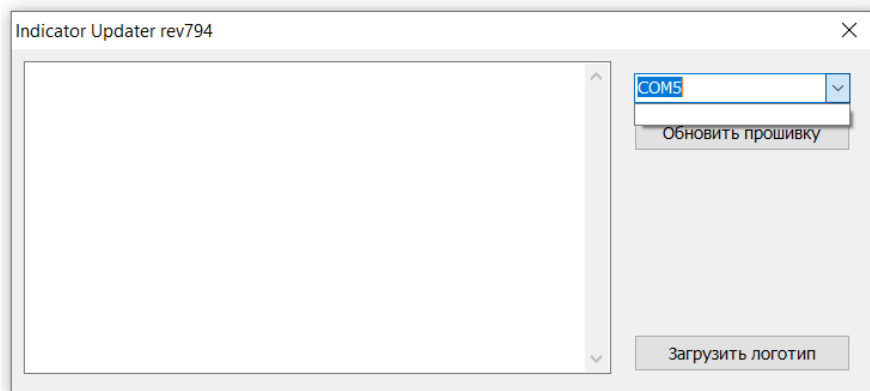 Indicator Updater rev794
COM5
Обновить прошивку
Загрузить логотип